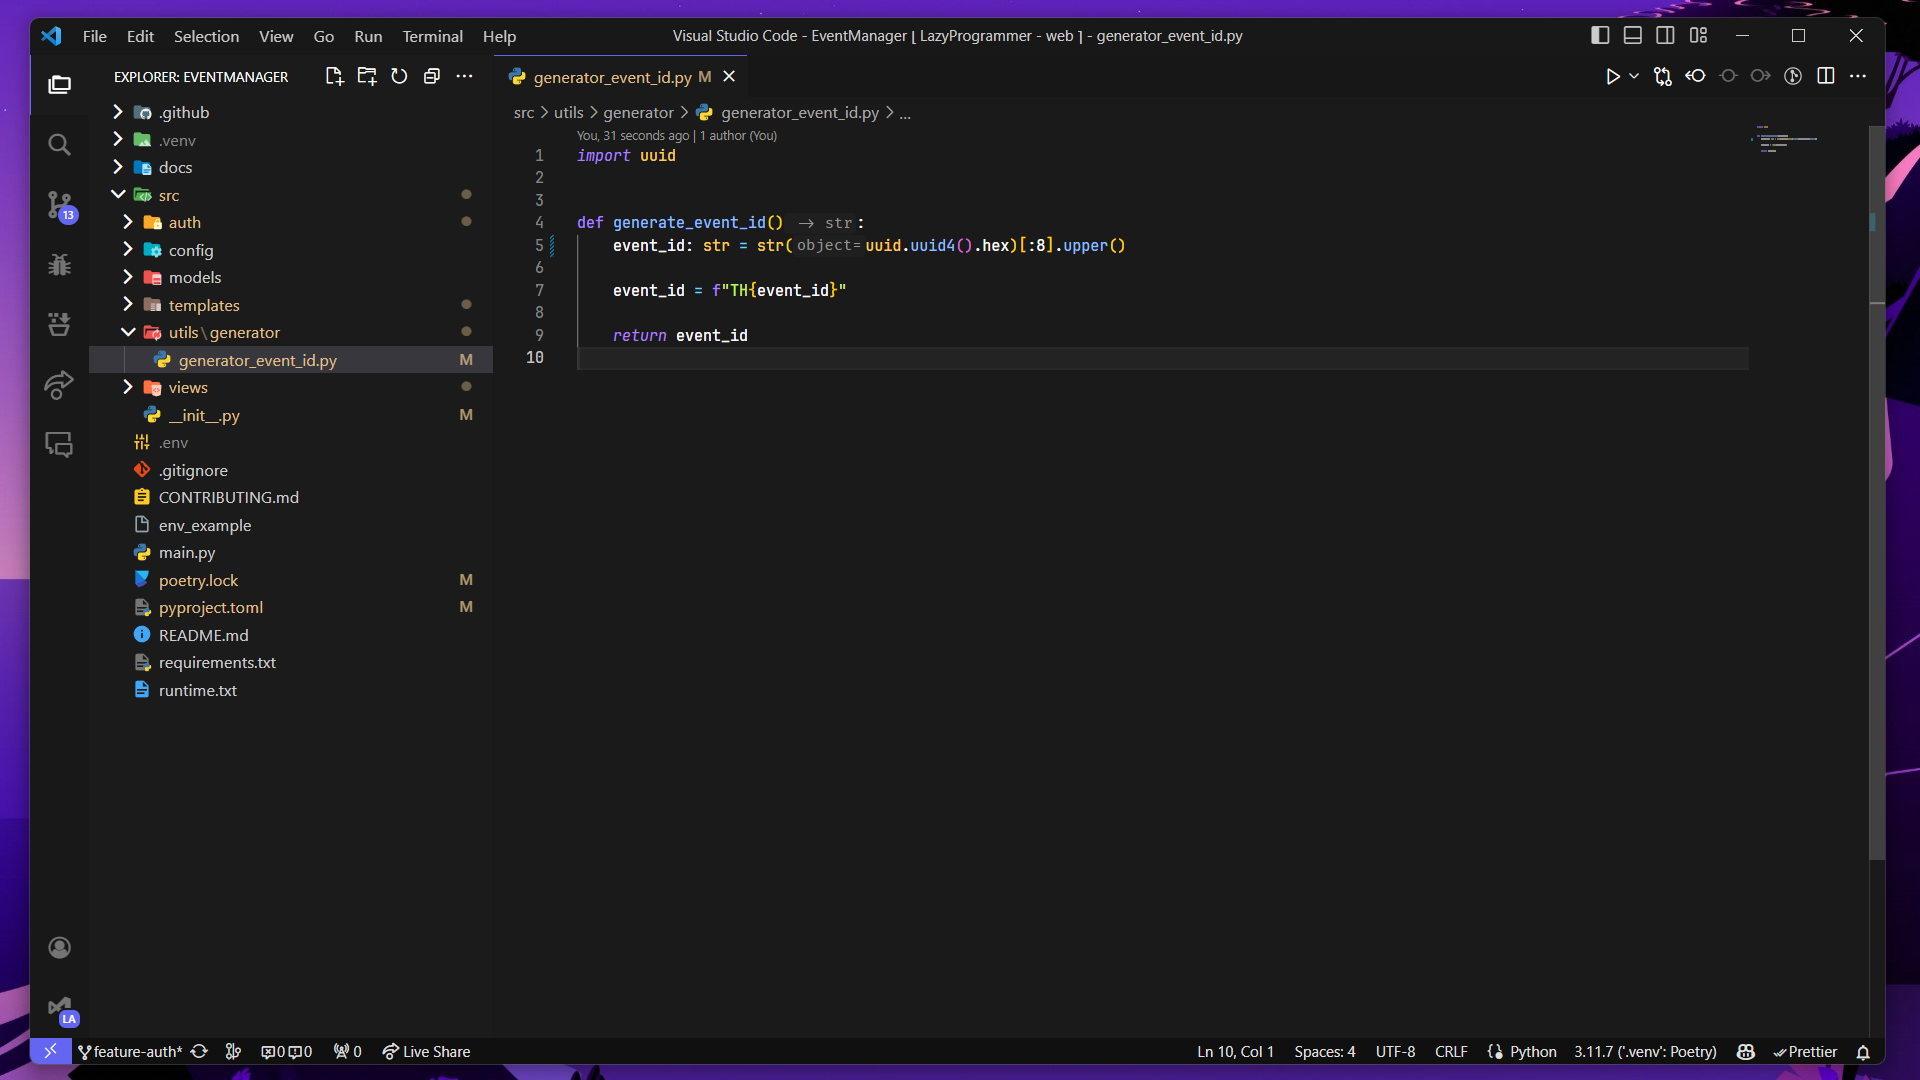 File Edit Selection View Go Run Terminal Help
Visual Studio Code - EventManager ⌊ LazyProgrammer - web ⌉ - generator_event_id.py
EXPLORER: EVENTMANAGER
.github
.venv
docs
src
auth
config
models
templates
utils\generator
generator_event_id.py M
views
__init__.py M
.env
.gitignore
CONTRIBUTING.md
env_example
main.py
poetry.lock M
pyproject.toml M
README.md
requirements.txt
runtime.txt
13
LA
generator_event_id.py M
src > utils > generator > generator_event_id.py > ...
You, 31 seconds ago | 1 author (You)
1 import uuid
2
3
4 def generate_event_id() -> str:
5 event_id: str = str(object=uuid.uuid4().hex)[:8].upper()
6
7 event_id = f"TH{event_id}"
8
9 return event_id
10
feature-auth* 0 0 0 Live Share
Ln 10, Col 1 Spaces: 4 UTF-8 CRLF Python 3.11.7 ('.venv': Poetry) Prettier